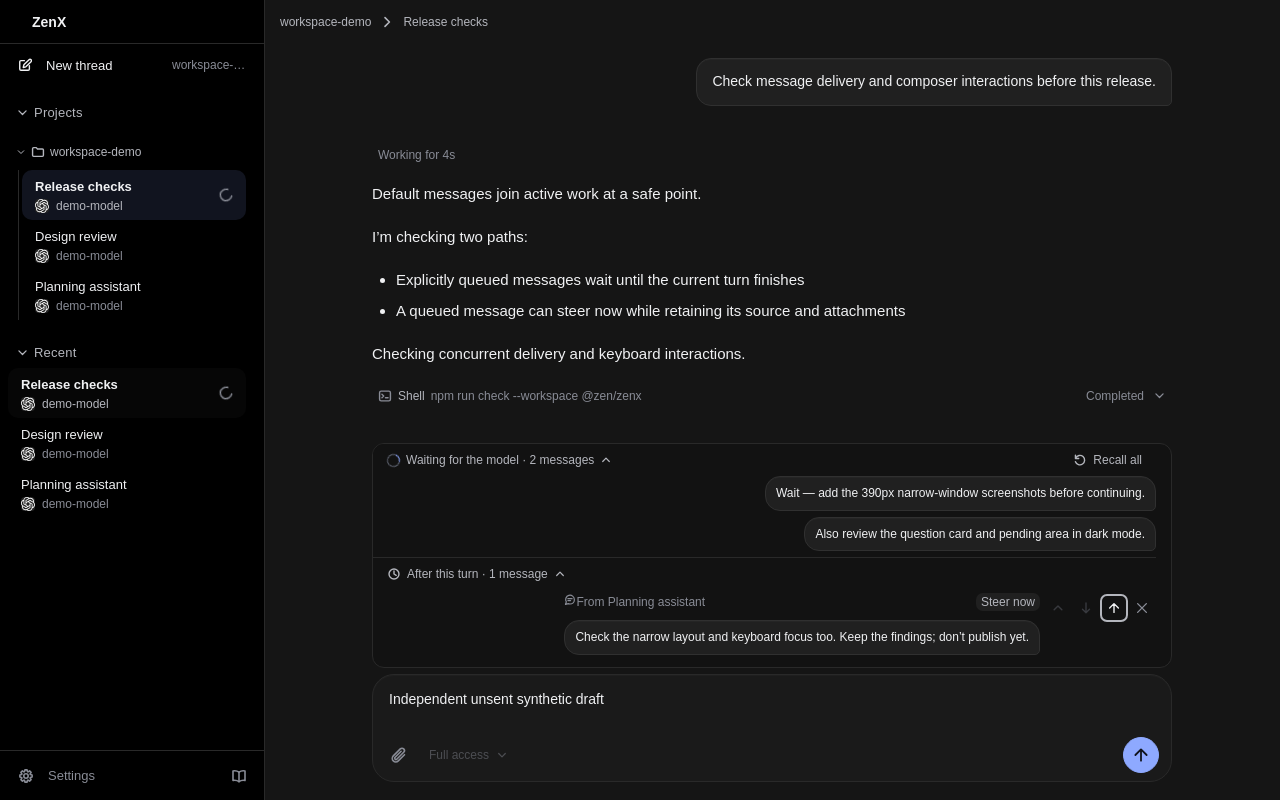 ZenX
New thread
workspace-…
Projects
workspace-demo
Release checks
demo-model
Design review
demo-model
Planning assistant
demo-model
Recent
Release checks
demo-model
Design review
demo-model
Planning assistant
demo-model
Settings
workspace-demo
Release checks
Check message delivery and composer interactions before this release.
Working for 4s
Default messages join active work at a safe point.
I’m checking two paths:
Explicitly queued messages wait until the current turn finishes
A queued message can steer now while retaining its source and attachments
Checking concurrent delivery and keyboard interactions.
Shell npm run check --workspace @zen/zenx
Completed
Waiting for the model · 2 messages
Recall all
Wait — add the 390px narrow-window screenshots before continuing.
Also review the question card and pending area in dark mode.
After this turn · 1 message
From Planning assistant
Steer now
Check the narrow layout and keyboard focus too. Keep the findings; don’t publish yet.
Independent unsent synthetic draft
Full access